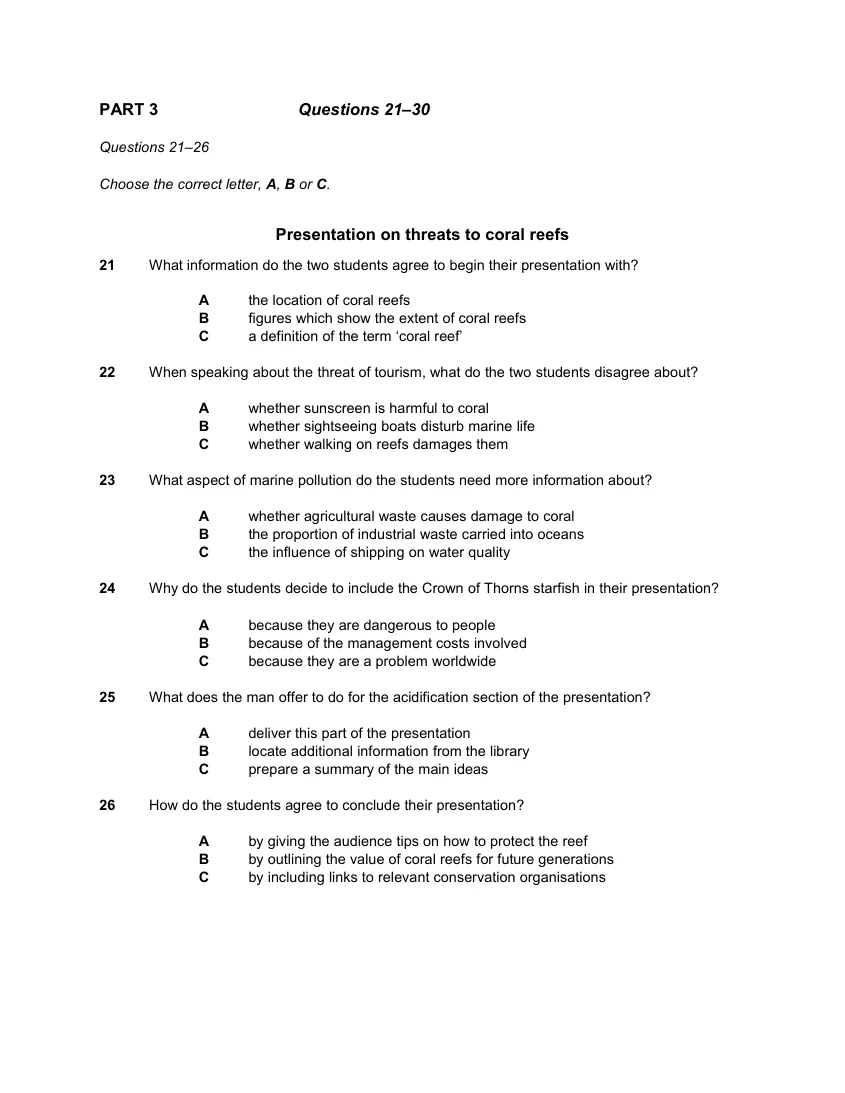 PART 3 Questions 21–30
Questions 21–26
Choose the correct letter, A, B or C.
Presentation on threats to coral reefs
21 What information do the two students agree to begin their presentation with?
A the location of coral reefs
B figures which show the extent of coral reefs
C a definition of the term ‘coral reef’
22 When speaking about the threat of tourism, what do the two students disagree about?
A whether sunscreen is harmful to coral
B whether sightseeing boats disturb marine life
C whether walking on reefs damages them
23 What aspect of marine pollution do the students need more information about?
A whether agricultural waste causes damage to coral
B the proportion of industrial waste carried into oceans
C the influence of shipping on water quality
24 Why do the students decide to include the Crown of Thorns starfish in their presentation?
A because they are dangerous to people
B because of the management costs involved
C because they are a problem worldwide
25 What does the man offer to do for the acidification section of the presentation?
A deliver this part of the presentation
B locate additional information from the library
C prepare a summary of the main ideas
26 How do the students agree to conclude their presentation?
A by giving the audience tips on how to protect the reef
B by outlining the value of coral reefs for future generations
C by including links to relevant conservation organisations